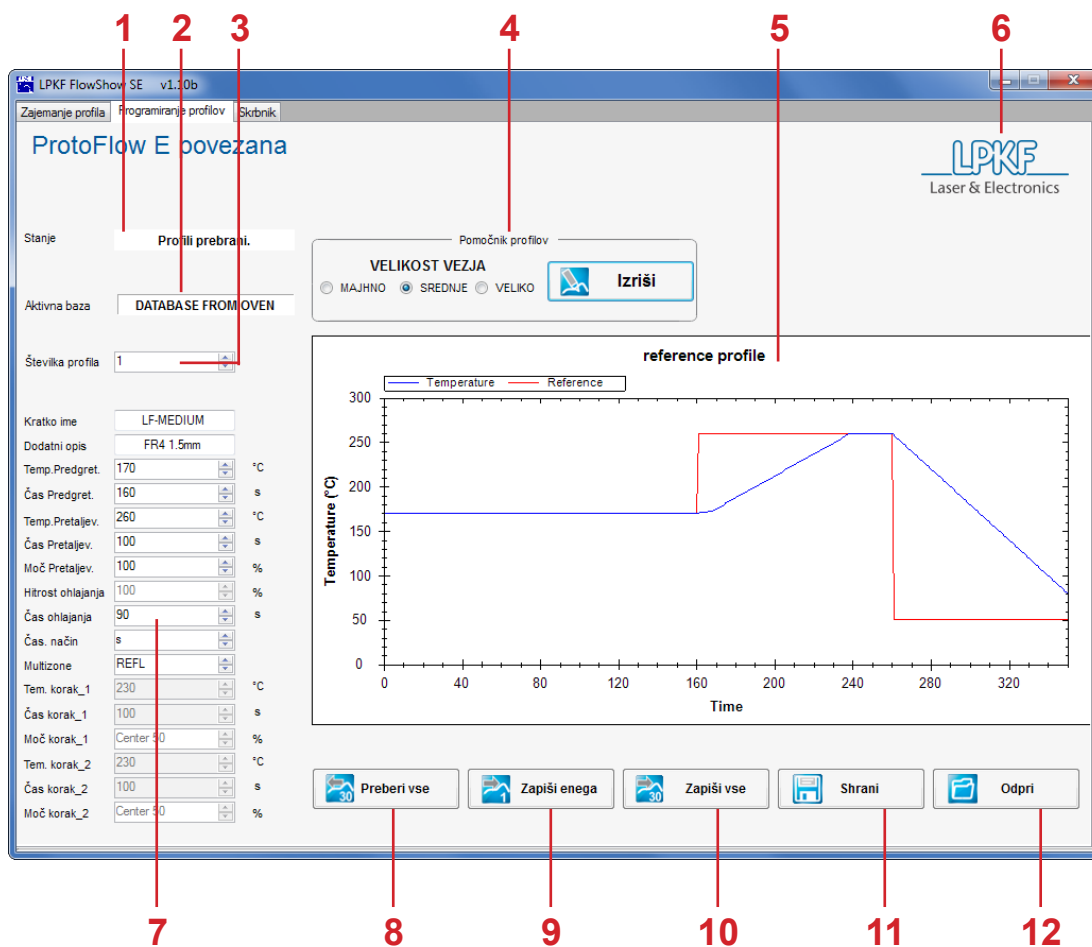 1 2 3 4 5 6
LPKF FlowShow SE v1.10b
Zajemanje profila Programiranje profilov Skrbnik
ProtoFlow E povezana
LPKF
Laser & Electronics
Stanje Profili prebrani.
Pomočnik profilov
VELIKOST VEZJA
MAJHNO SREDNJE VELIKO
Izriši
Aktivna baza DATABASE FROM OVEN
Številka profila 1
reference profile
Temperature Reference
300
250
200
150
100
50
0
Temperature (°C)
0 40 80 120 160 200 240 280 320
Time
Kratko ime LF-MEDIUM
Dodatni opis FR4 1.5mm
Temp.Predgret. 170 °C
Čas Predgret. 160 s
Temp.Pretaljev. 260 °C
Čas Pretaljev. 100 s
Moč Pretaljev. 100 %
Hitrost ohlajanja 100 %
Čas ohlajanja 90 s
Čas. način s
Multizone REFL
Tem. korak_1 230 °C
Čas korak_1 100 s
Moč korak_1 Center 50 %
Tem. korak_2 230 °C
Čas korak_2 100 s
Moč korak_2 Center 50 %
30 Preberi vse
1 Zapiši enega
30 Zapiši vse
Shrani
Odpri
7 8 9 10 11 12